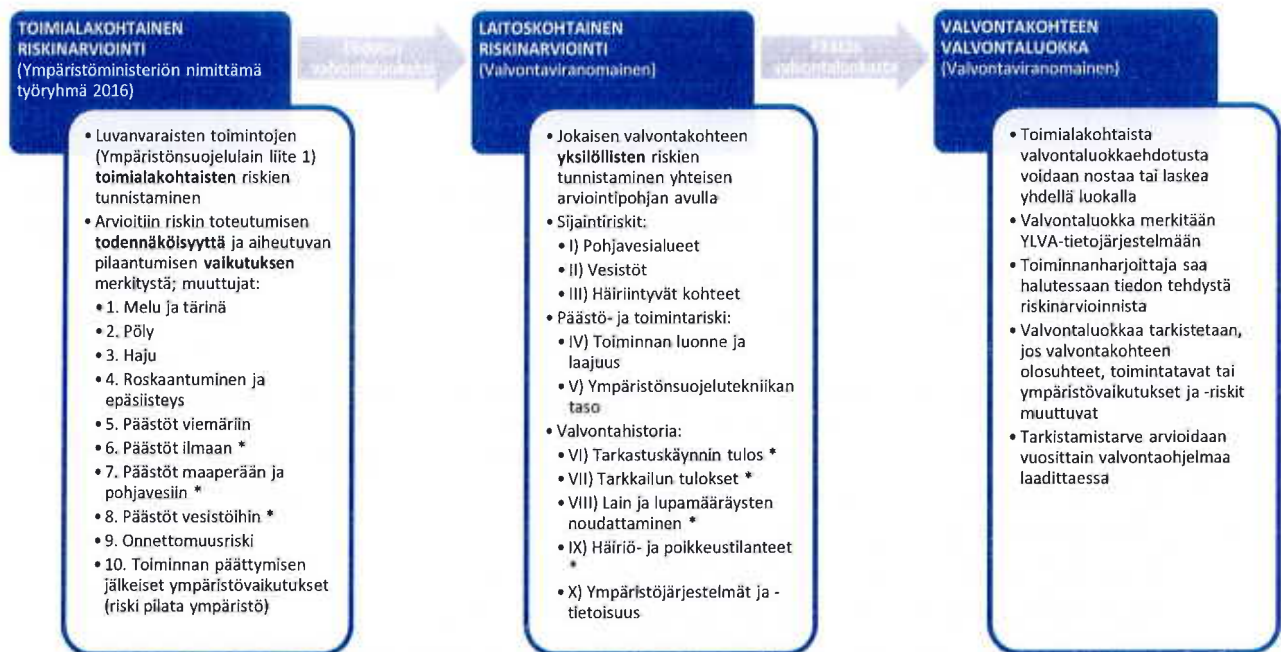 TOIMIALAKOHTAINEN
RISKINARVIOINTI
(Ympäristöministeriön nimittämä
työryhmä 2016)
• Luvanvaraisten toimintojen
(Ympäristönsuojelulain liite 1)
toimialakohtaisten riskien
tunnistaminen
• Arvioitiin riskin toteutumisen
todennäköisyyttä ja aiheutuvan
pilaantumisen vaikutuksen
merkitystä; muuttujat:
• 1. Melu ja tärinä
• 2. Pöly
• 3. Haju
• 4. Roskaantuminen ja
epäsiisteys
• 5. Päästöt viemäriin
• 6. Päästöt ilmaan *
• 7. Päästöt maaperään ja
pohjavesiin *
• 8. Päästöt vesistöihin *
• 9. Onnettomuusriski
• 10. Toiminnan päättymisen
jälkeiset ympäristövaikutukset
(riski pilata ympäristö)
LAITOSKOHTAINEN
RISKINARVIOINTI
(Valvontaviranomainen)
• Jokaisen valvontakohteen
yksilöllisten riskien
tunnistaminen yhteisen
arviointipohjan avulla
• Sijaintiriskit:
• I) Pohjavesialueet
• II) Vesistöt
• III) Häiriintyvät kohteet
• Päästö- ja toimintariski:
• IV) Toiminnan luonne ja
laajuus
• V) Ympäristönsuojelutekniikan
taso
• Valvontahistoria:
• VI) Tarkastuskäynnin tulos *
• VII) Tarkkailun tulokset *
• VIII) Lain ja lupamääräysten
noudattaminen *
• IX) Häiriö- ja poikkeustilanteet
*
• X) Ympäristöjärjestelmät ja -
tietoisuus
VALVONTAKOHTEEN
VALVONTALUOKKA
(Valvontaviranomainen)
• Toimialakohtaista
valvontaluokkaehdotusta
voidaan nostaa tai laskea
yhdellä luokalla
• Valvontaluokka merkitään
YLVA-tietojärjestelmään
• Toiminnanharjoittaja saa
halutessaan tiedon tehdystä
riskinarvioinnista
• Valvontaluokkaa tarkistetaan,
jos valvontakohteen
olosuhteet, toimintatavat tai
ympäristövaikutukset ja -riskit
muuttuvat
• Tarkistamistarve arvioidaan
vuosittain valvontaohjelmaa
laadittaessa